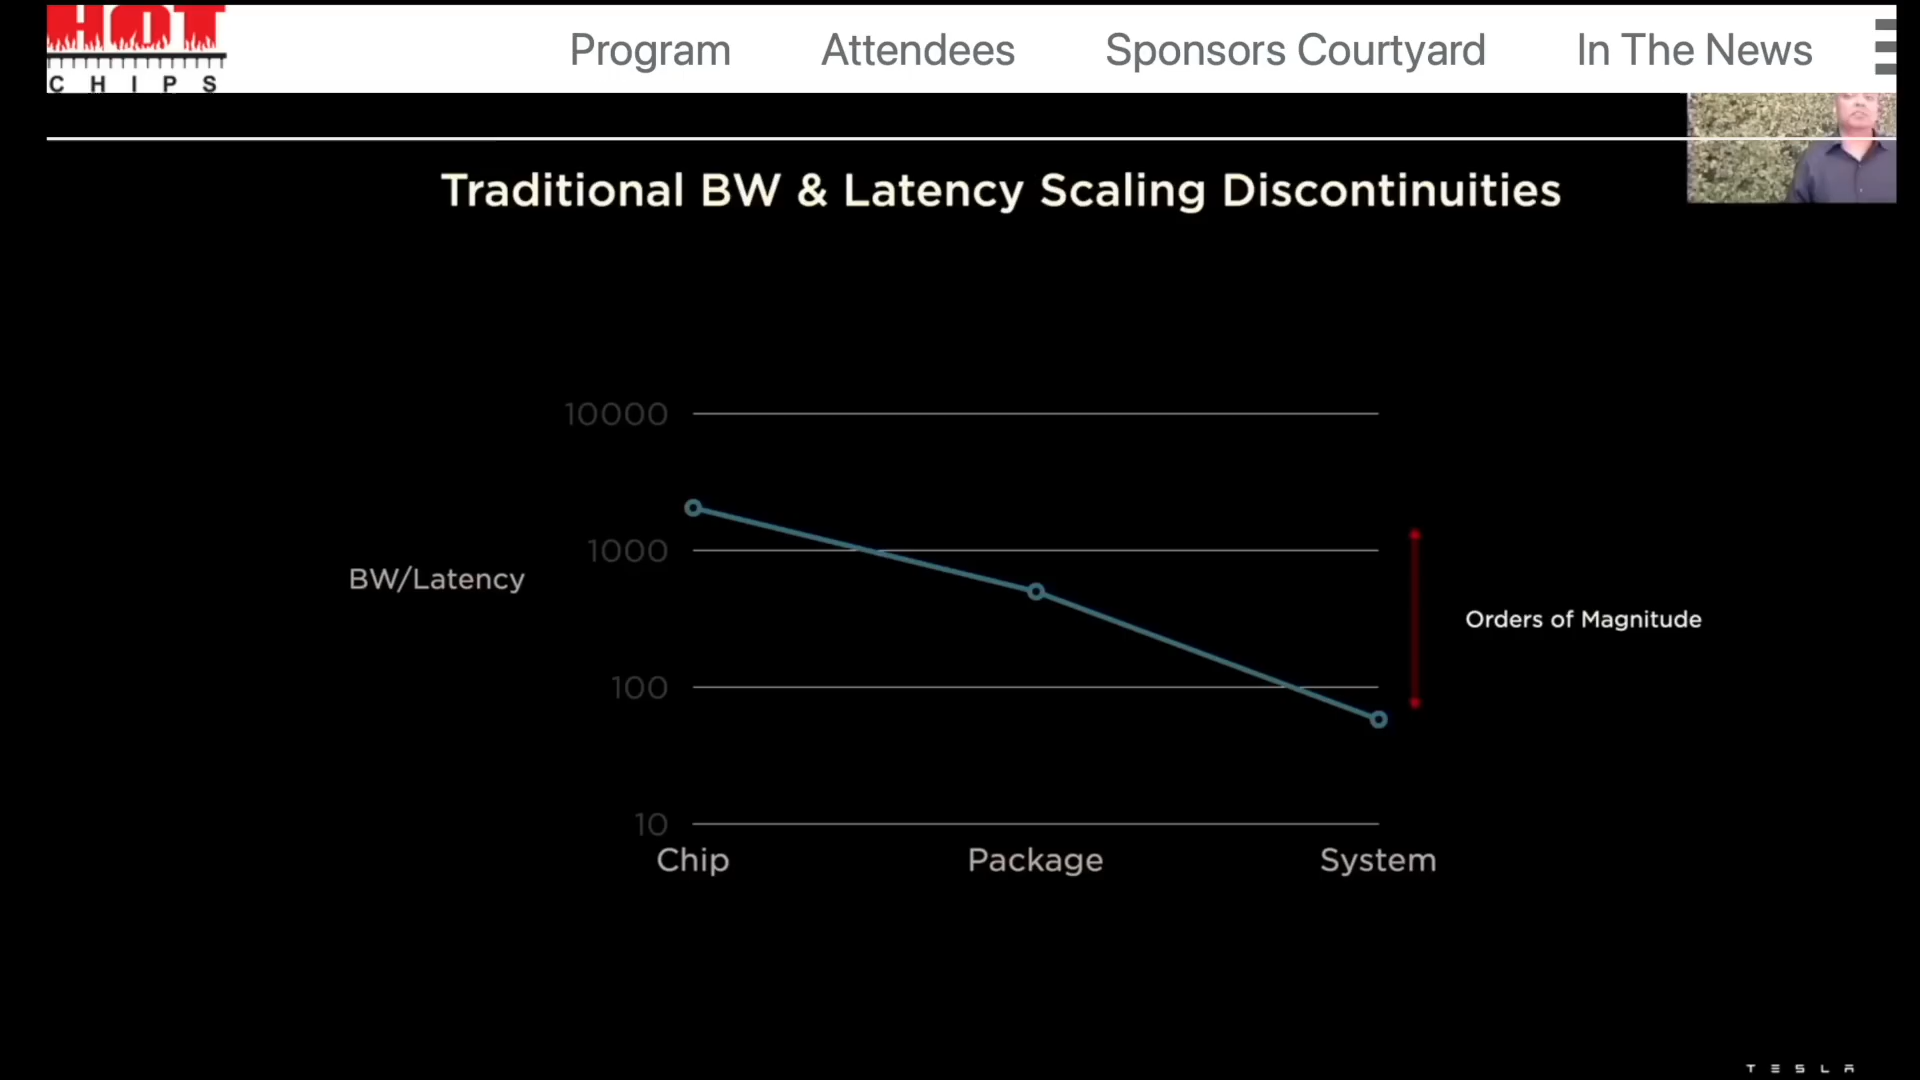 HOT
CHIPS
Program Attendees Sponsors Courtyard In The News
Traditional BW & Latency Scaling Discontinuities
10000
1000
BW/Latency
Orders of Magnitude
100
10
Chip Package System
TESLA